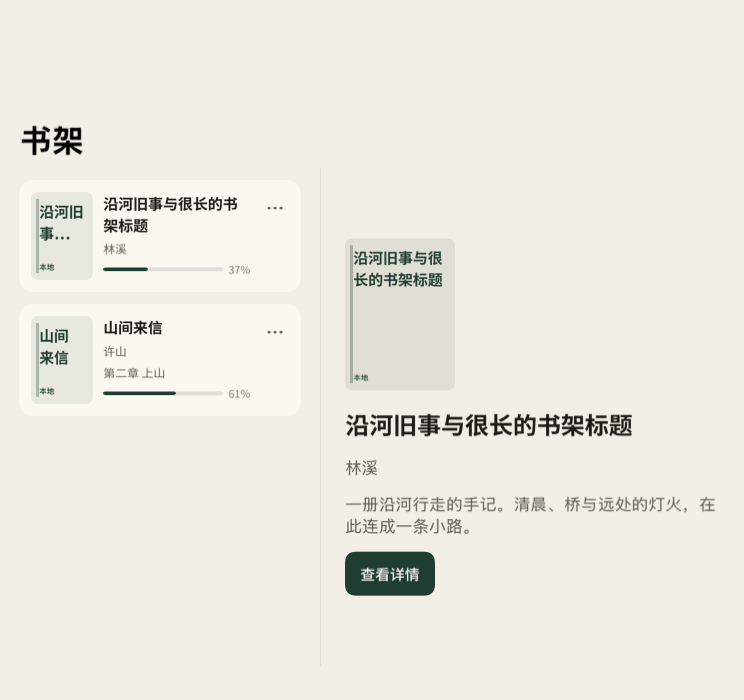 书架
沿河旧
事…
本地
沿河旧事与很长的书
架标题
林溪
37%
山间
来信
本地
山间来信
许山
第二章 上山
61%
沿河旧事与很
长的书架标题
本地
沿河旧事与很长的书架标题
林溪
一册沿河行走的手记。清晨、桥与远处的灯火，在
此连成一条小路。
查看详情